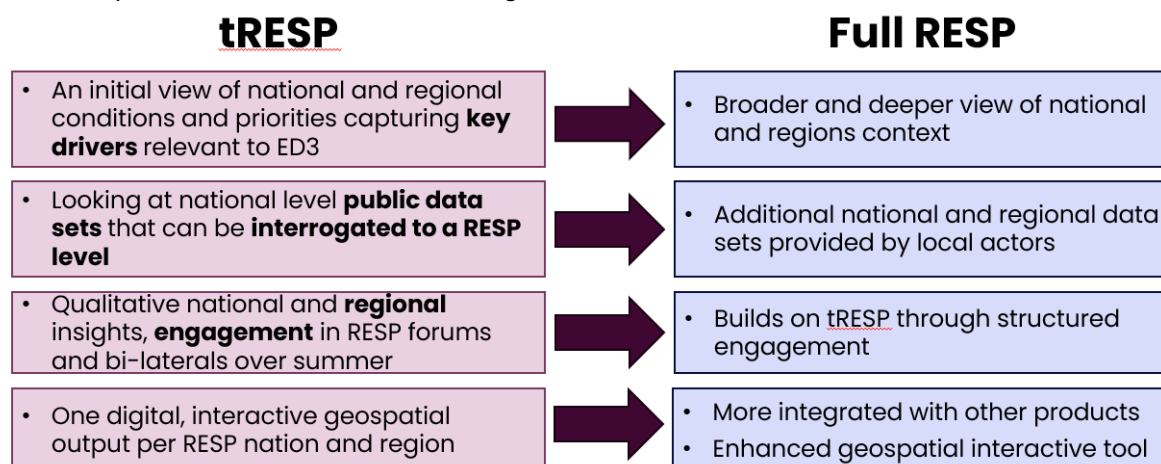 tRESP
Full RESP
• An initial view of national and regional
conditions and priorities capturing key
drivers relevant to ED3
• Broader and deeper view of national
and regions context
• Looking at national level public data
sets that can be interrogated to a RESP
level
• Additional national and regional data
sets provided by local actors
• Qualitative national and regional
insights, engagement in RESP forums
and bi-laterals over summer
• Builds on tRESP through structured
engagement
• One digital, interactive geospatial
output per RESP nation and region
• More integrated with other products
• Enhanced geospatial interactive tool